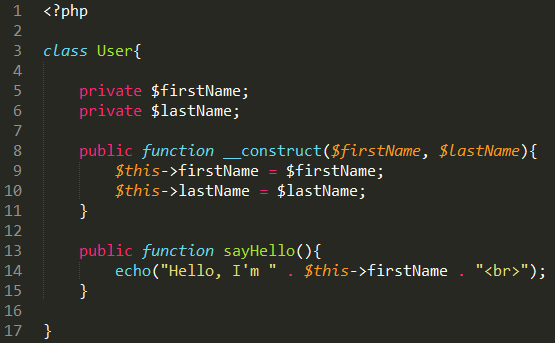 1 <?php
2
3 class User{
4
5 private $firstName;
6 private $lastName;
7
8 public function __construct($firstName, $lastName){
9 $this->firstName = $firstName;
10 $this->lastName = $lastName;
11 }
12
13 public function sayHello(){
14 echo("Hello, I'm " . $this->firstName . "<br>");
15 }
16
17 }